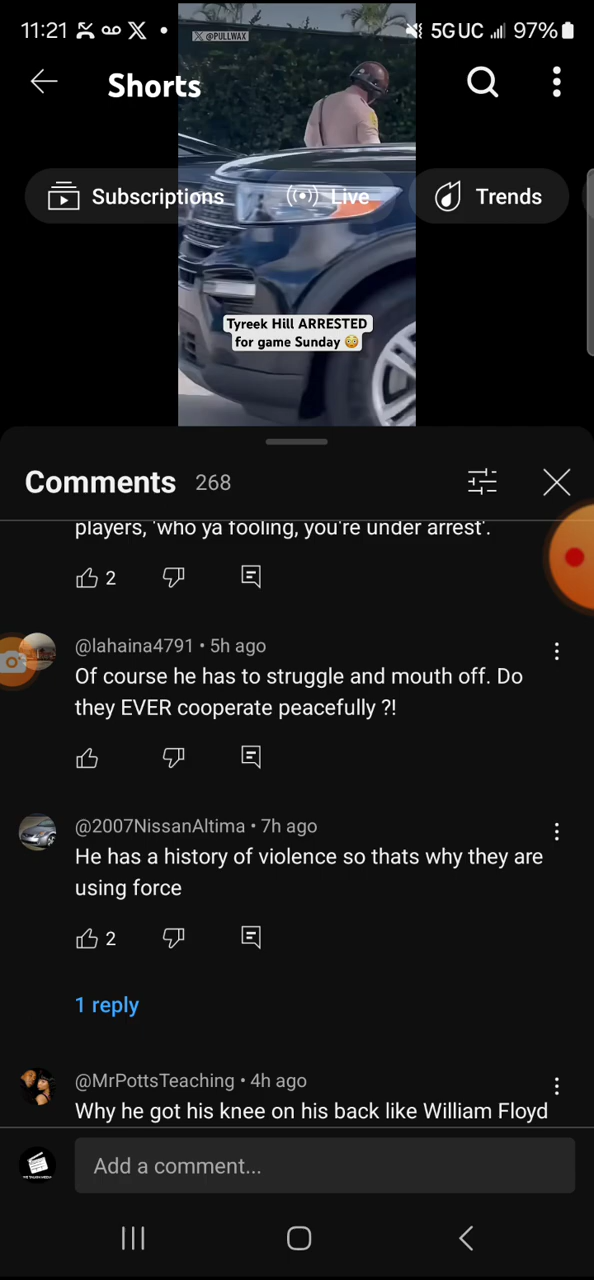 11:21
5G UC
97%
X @PULLWAX
Shorts
Subscriptions
Live
Trends
Tyreek Hill ARRESTED
for game Sunday 😳
Comments 268
players, 'who ya fooling, you're under arrest'.
2
@lahaina4791 • 5h ago
Of course he has to struggle and mouth off. Do
they EVER cooperate peacefully ?!
@2007NissanAltima • 7h ago
He has a history of violence so thats why they are
using force
2
1 reply
@MrPottsTeaching • 4h ago
Why he got his knee on his back like William Floyd
Add a comment...